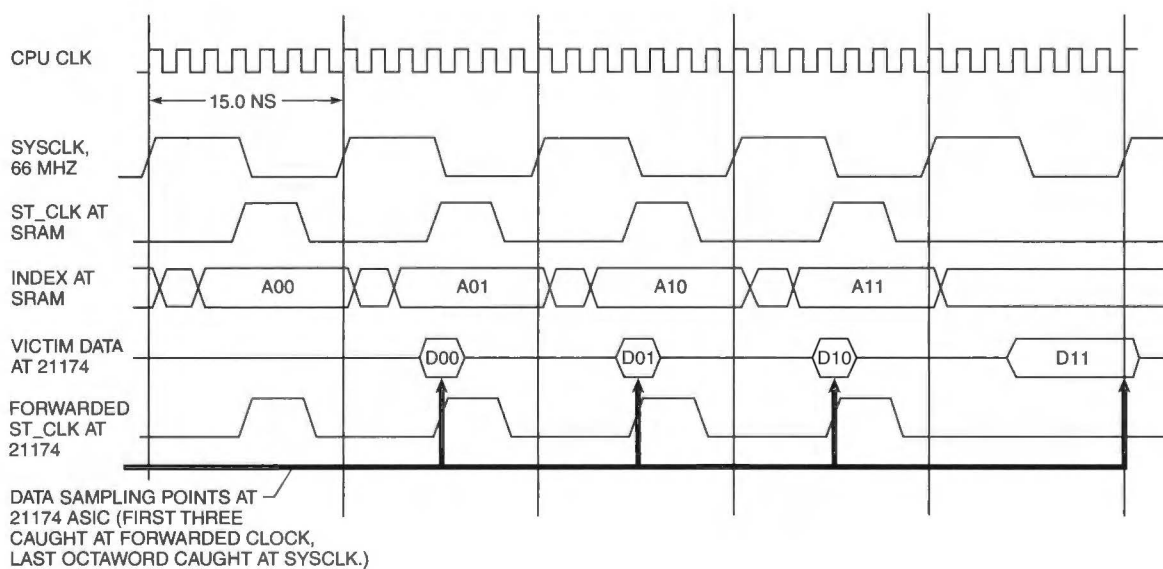 CPU CLK
15.0 NS
SYSCLK,
66 MHZ
ST_CLK AT
SRAM
INDEX AT
SRAM
A00
A01
A10
A11
VICTIM DATA
AT 21174
D00
D01
D10
D11
FORWARDED
ST_CLK AT
21174
DATA SAMPLING POINTS AT
21174 ASIC (FIRST THREE
CAUGHT AT FORWARDED CLOCK,
LAST OCTAWORD CAUGHT AT SYSCLK.)